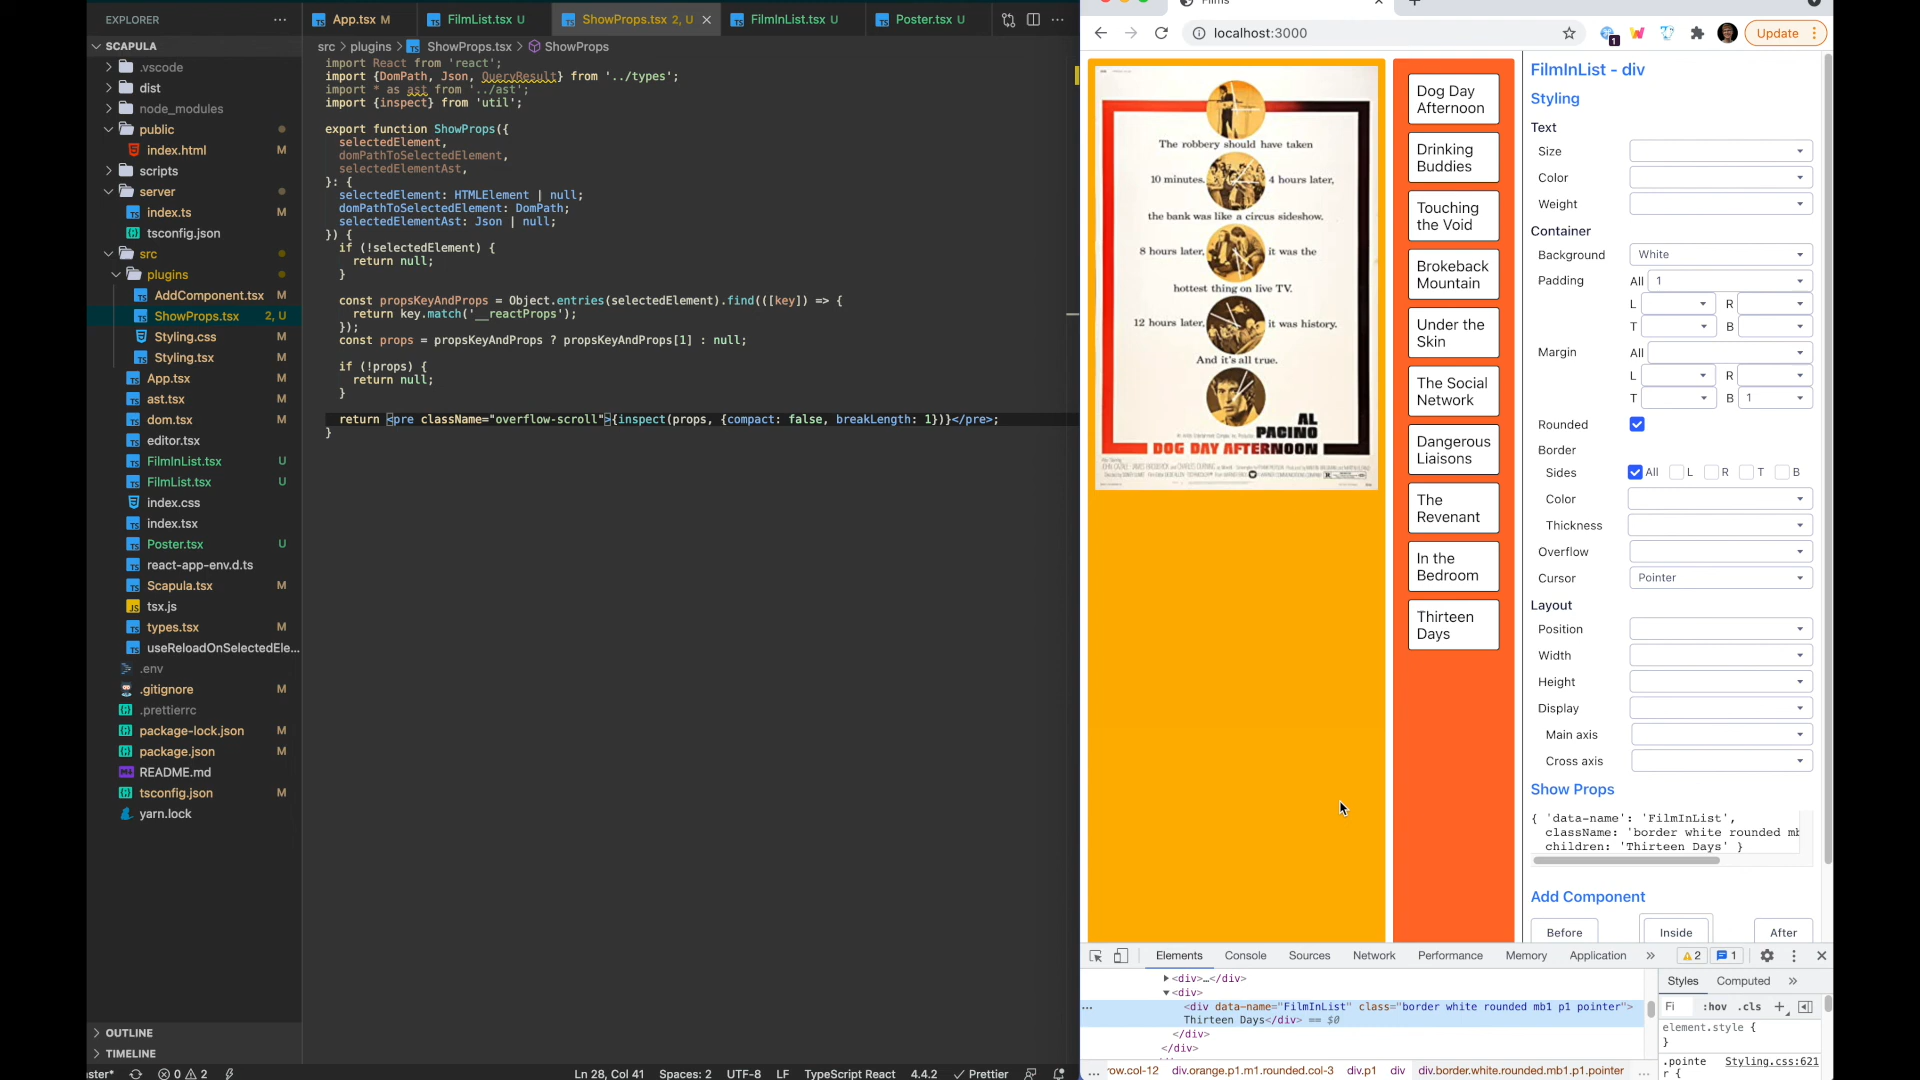 EXPLORER
SCAPULA
.vscode
dist
node_modules
public
index.html M
scripts
server
index.ts M
tsconfig.json
src
plugins
AddComponent.tsx M
ShowProps.tsx 2, U
Styling.css M
Styling.tsx M
App.tsx M
ast.tsx M
dom.tsx M
editor.tsx
FilmInList.tsx U
FilmList.tsx U
index.css
index.tsx
Poster.tsx U
react-app-env.d.ts
Scapula.tsx M
tsx.js
types.tsx M
useReloadOnSelectedEle...
.env
.gitignore M
.prettierrc
package-lock.json M
package.json M
README.md
tsconfig.json M
yarn.lock
OUTLINE
TIMELINE
App.tsx M
FilmList.tsx U
ShowProps.tsx 2, U
FilmInList.tsx U
Poster.tsx U
src > plugins > ShowProps.tsx > ShowProps
import React from 'react';
import {DomPath, Json, QueryResult} from '../types';
import * as ast from '../ast';
import {inspect} from 'util';
export function ShowProps({
selectedElement,
domPathToSelectedElement,
selectedElementAst,
}: {
selectedElement: HTMLElement | null;
domPathToSelectedElement: DomPath;
selectedElementAst: Json | null;
}) {
if (!selectedElement) {
return null;
}
const propsKeyAndProps = Object.entries(selectedElement).find(([key]) => {
return key.match('__reactProps');
});
const props = propsKeyAndProps ? propsKeyAndProps[1] : null;
if (!props) {
return null;
}
return <pre className="overflow-scroll">{inspect(props, {compact: false, breakLength: 1})}</pre>;
}
ster* 0 2
Ln 28, Col 41 Spaces: 2 UTF-8 LF TypeScript React 4.4.2 Prettier
localhost:3000
1
Update
The robbery should have taken
10 minutes. 4 hours later,
the bank was like a circus sideshow.
8 hours later, it was the
hottest thing on live TV.
12 hours later, it was history.
And it's all true.
AL
PACINO
DOG DAY AFTERNOON
Dog Day
Afternoon
Drinking
Buddies
Touching
the Void
Brokeback
Mountain
Under the
Skin
The Social
Network
Dangerous
Liaisons
The
Revenant
In the
Bedroom
Thirteen
Days
FilmInList - div
Styling
Text
Size
Color
Weight
Container
Background White
Padding All 1
L R
T B
Margin All
L R
T B 1
Rounded
Border
Sides All L R T B
Color
Thickness
Overflow
Cursor Pointer
Layout
Position
Width
Height
Display
Main axis
Cross axis
Show Props
{ 'data-name': 'FilmInList',
className: 'border white rounded mb
children: 'Thirteen Days' }
Add Component
Before Inside After
Elements Console Sources Network Performance Memory Application » 2 1
<div>…</div>
<div>
<div data-name="FilmInList" class="border white rounded mb1 p1 pointer">
Thirteen Days</div> == $0
</div>
</div>
... row.col-12 div.orange.p1.m1.rounded.col-3 div.p1 div div.border.white.rounded.mb1.p1.pointer ...
Styles Computed »
Fi :hov .cls +
element.style {
}
.pointe Styling.css:621
r {